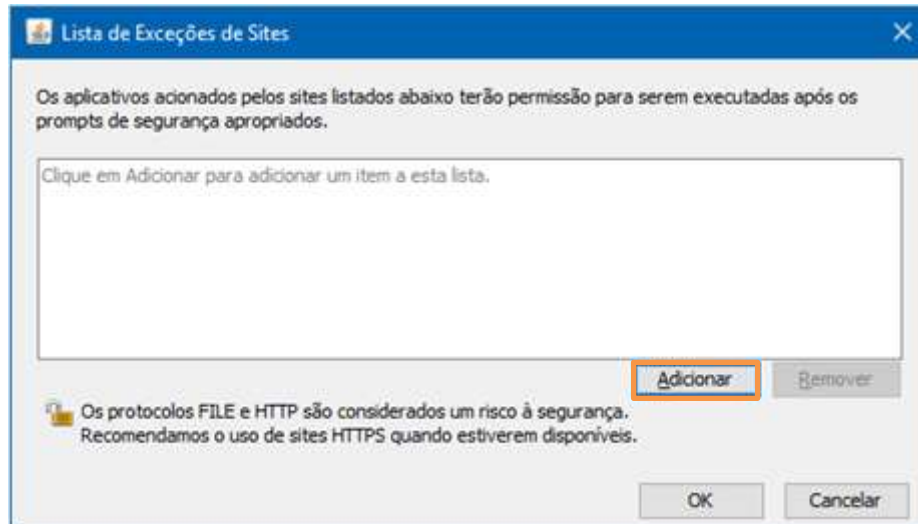 Lista de Exceções de Sites
Os aplicativos acionados pelos sites listados abaixo terão permissão para serem executadas após os
prompts de segurança apropriados.
Clique em Adicionar para adicionar um item a esta lista.
Adicionar
Remover
Os protocolos FILE e HTTP são considerados um risco à segurança.
Recomendamos o uso de sites HTTPS quando estiverem disponíveis.
OK
Cancelar